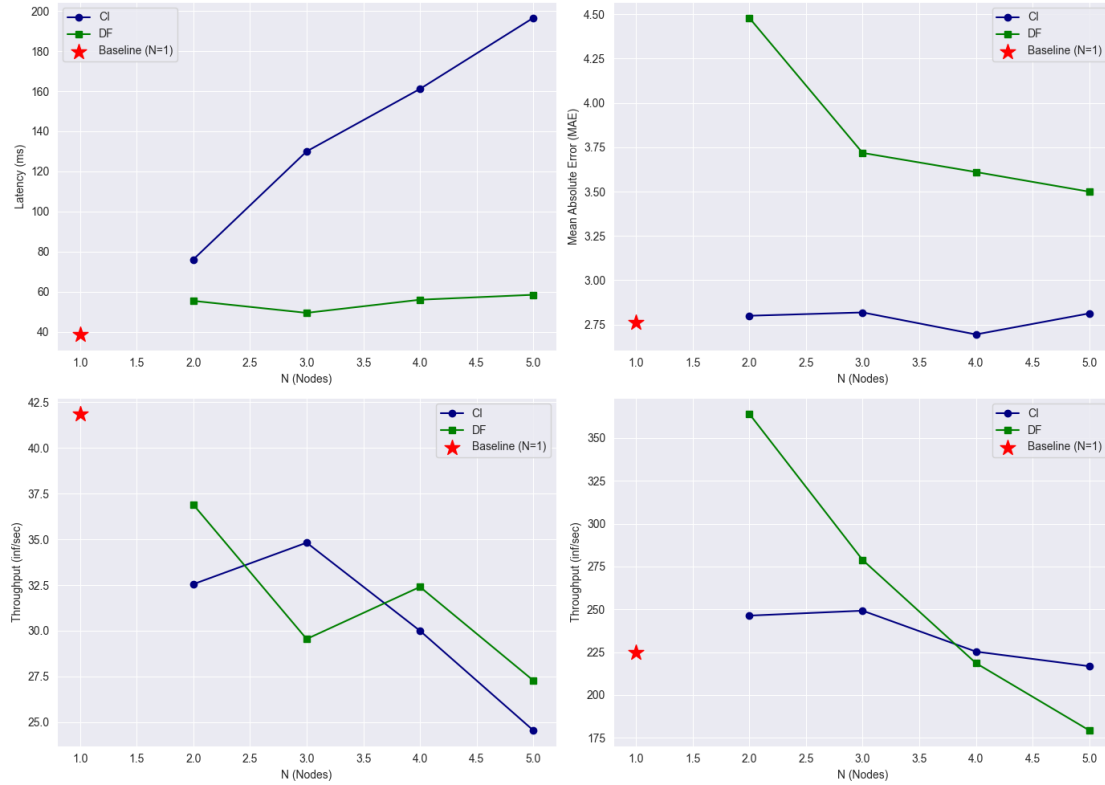 200
180
160
140
120
100
80
60
40
Latency (ms)
CI
DF
Baseline (N=1)
1.0 1.5 2.0 2.5 3.0 3.5 4.0 4.5 5.0
N (Nodes)
4.50
4.25
4.00
3.75
3.50
3.25
3.00
2.75
Mean Absolute Error (MAE)
CI
DF
Baseline (N=1)
1.0 1.5 2.0 2.5 3.0 3.5 4.0 4.5 5.0
N (Nodes)
42.5
40.0
37.5
35.0
32.5
30.0
27.5
25.0
Throughput (inf/sec)
CI
DF
Baseline (N=1)
1.0 1.5 2.0 2.5 3.0 3.5 4.0 4.5 5.0
N (Nodes)
350
325
300
275
250
225
200
175
Throughput (inf/sec)
CI
DF
Baseline (N=1)
1.0 1.5 2.0 2.5 3.0 3.5 4.0 4.5 5.0
N (Nodes)